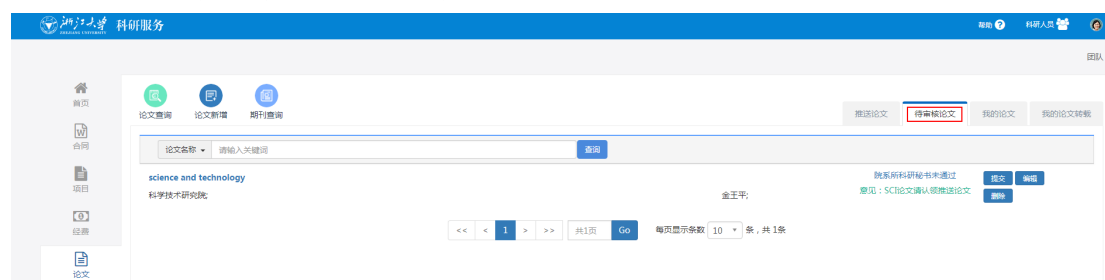 浙江大学 科研服务
ZHEJIANG UNIVERSITY
帮助 ? 科研人员
团队
首页
合同
项目
经费
论文
论文查询 论文新增 期刊查询
推送论文 待审核论文 我的论文 我的论文转载
论文名称 请输入关键词 查询
science and technology
科学技术研究院;
金王平;
院系所科研秘书未通过
意见：SCI论文请认领推送论文
提交 编辑
删除
<< < 1 > >> 共1页 Go 每页显示条数 10 条，共 1条